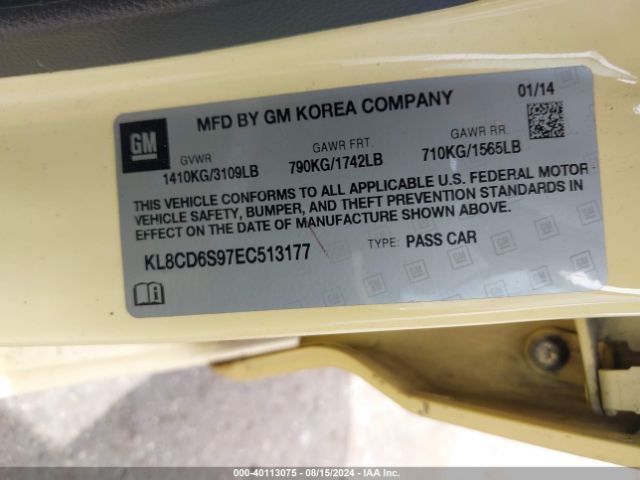 MFD BY GM KOREA COMPANY
01/14
GM
GVWR
1410KG/3109LB
GAWR FRT.
790KG/1742LB
GAWR RR.
710KG/1565LB
THIS VEHICLE CONFORMS TO ALL APPLICABLE U.S. FEDERAL MOTOR
VEHICLE SAFETY, BUMPER, AND THEFT PREVENTION STANDARDS IN
EFFECT ON THE DATE OF MANUFACTURE SHOWN ABOVE.
KL8CD6S97EC513177
TYPE: PASS CAR
000-40113075 - 08/15/2024 - IAA Inc.